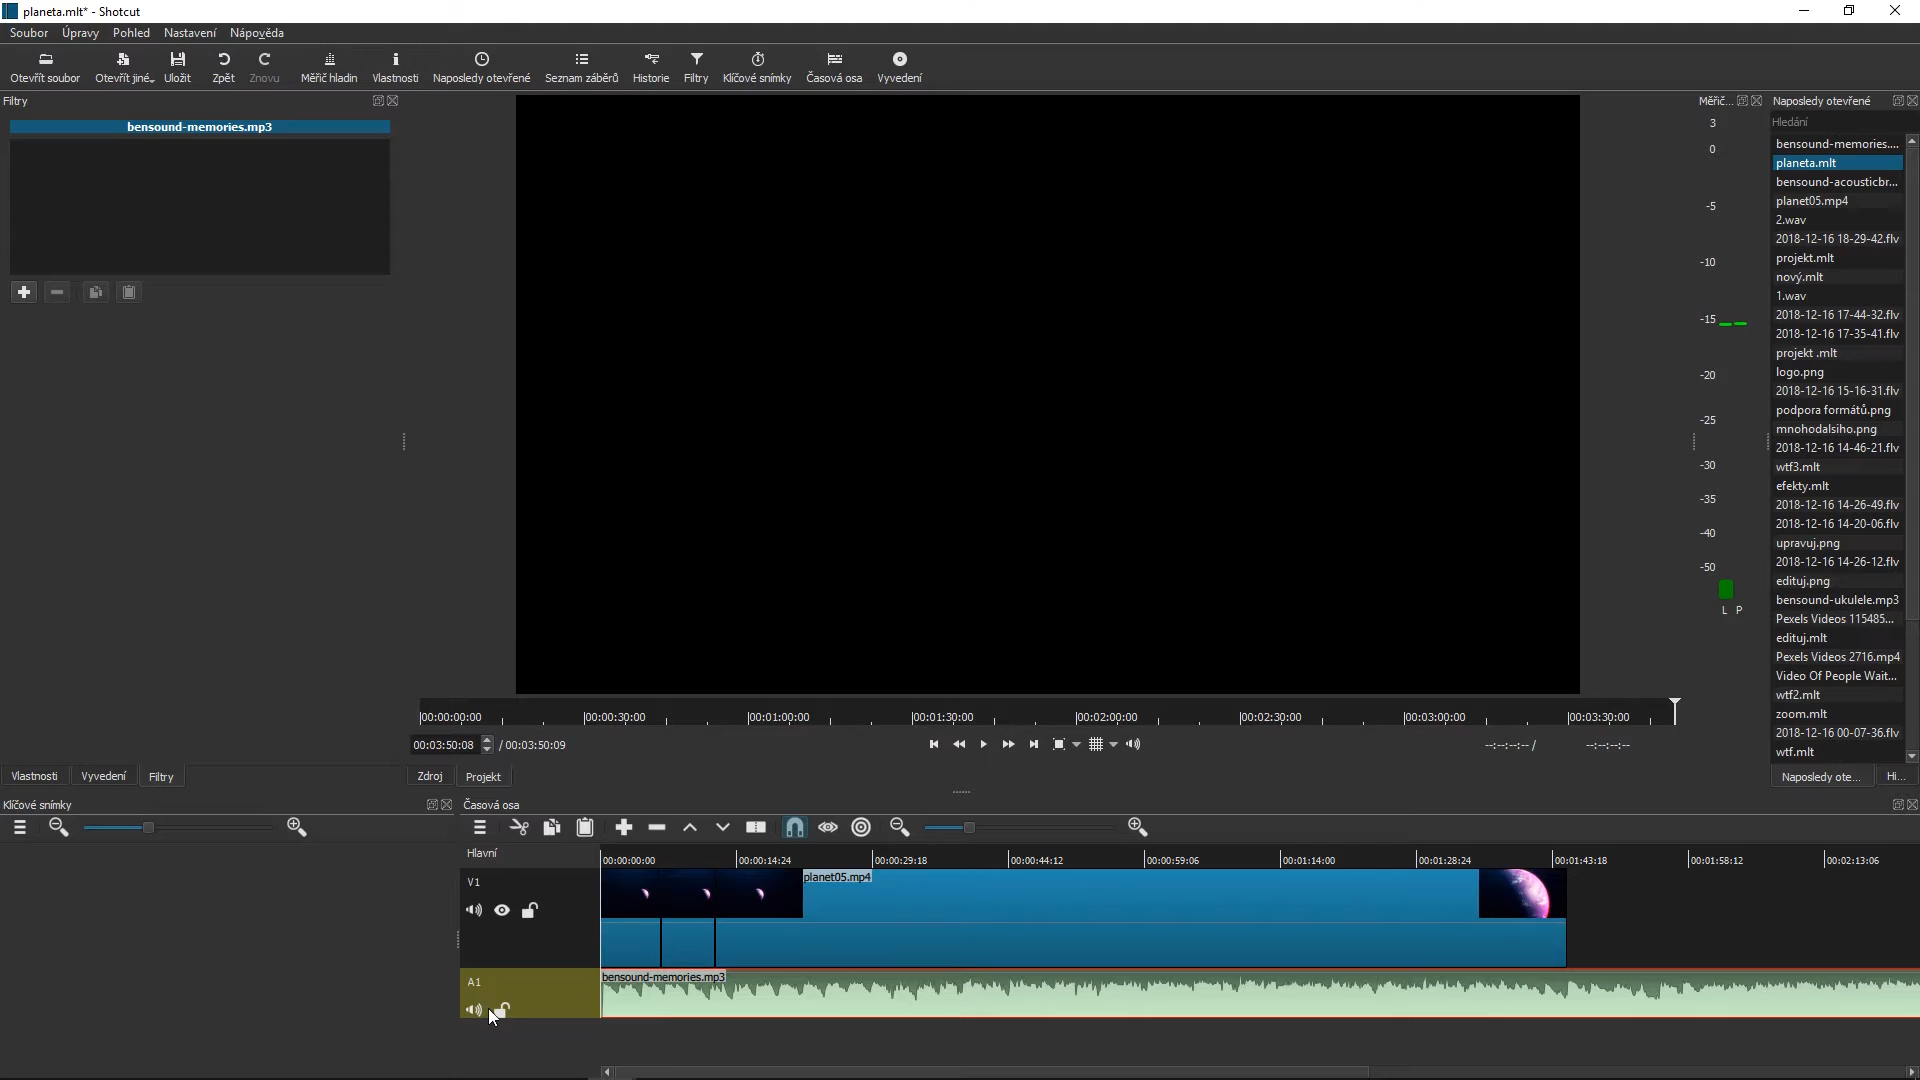 planeta.mlt* - Shotcut
Soubor Úpravy Pohled Nastavení Nápověda
Otevřít soubor Otevřít jiné Uložit Zpět Znovu Měřič hladin Vlastnosti Naposledy otevřené Seznam záběrů Historie Filtry Klíčové snímky Časová osa Vyvedení
Filtry
bensound-memories.mp3
Měřič...
3
0
-5
-10
-15
-20
-25
-30
-35
-40
-50
L P
Naposledy otevřené
Hledání
bensound-memories....
planeta.mlt
bensound-acousticbr...
planet05.mp4
2.wav
2018-12-16 18-29-42.flv
projekt.mlt
nový.mlt
1.wav
2018-12-16 17-44-32.flv
2018-12-16 17-35-41.flv
projekt .mlt
logo.png
2018-12-16 15-16-31.flv
podpora formátů.png
mnohodalsiho.png
2018-12-16 14-46-21.flv
wtf3.mlt
efekty.mlt
2018-12-16 14-26-49.flv
2018-12-16 14-20-06.flv
upravuj.png
2018-12-16 14-26-12.flv
edituj.png
bensound-ukulele.mp3
Pexels Videos 115485...
edituj.mlt
Pexels Videos 2716.mp4
Video Of People Wait...
wtf2.mlt
zoom.mlt
2018-12-16 00-07-36.flv
wtf.mlt
Naposledy ote... Hi...
00:00:00:00 00:00:30:00 00:01:00:00 00:01:30:00 00:02:00:00 00:02:30:00 00:03:00:00 00:03:30:00
00:03:50:08 / 00:03:50:09 --:--:--:-- / --:--:--:--
Vlastnosti Vyvedení Filtry
Zdroj Projekt
Klíčové snímky
Časová osa
Hlavní
00:00:00:00 00:00:14:24 00:00:29:18 00:00:44:12 00:00:59:06 00:01:14:00 00:01:28:24 00:01:43:18 00:01:58:12 00:02:13:06
V1
planet05.mp4
A1
bensound-memories.mp3